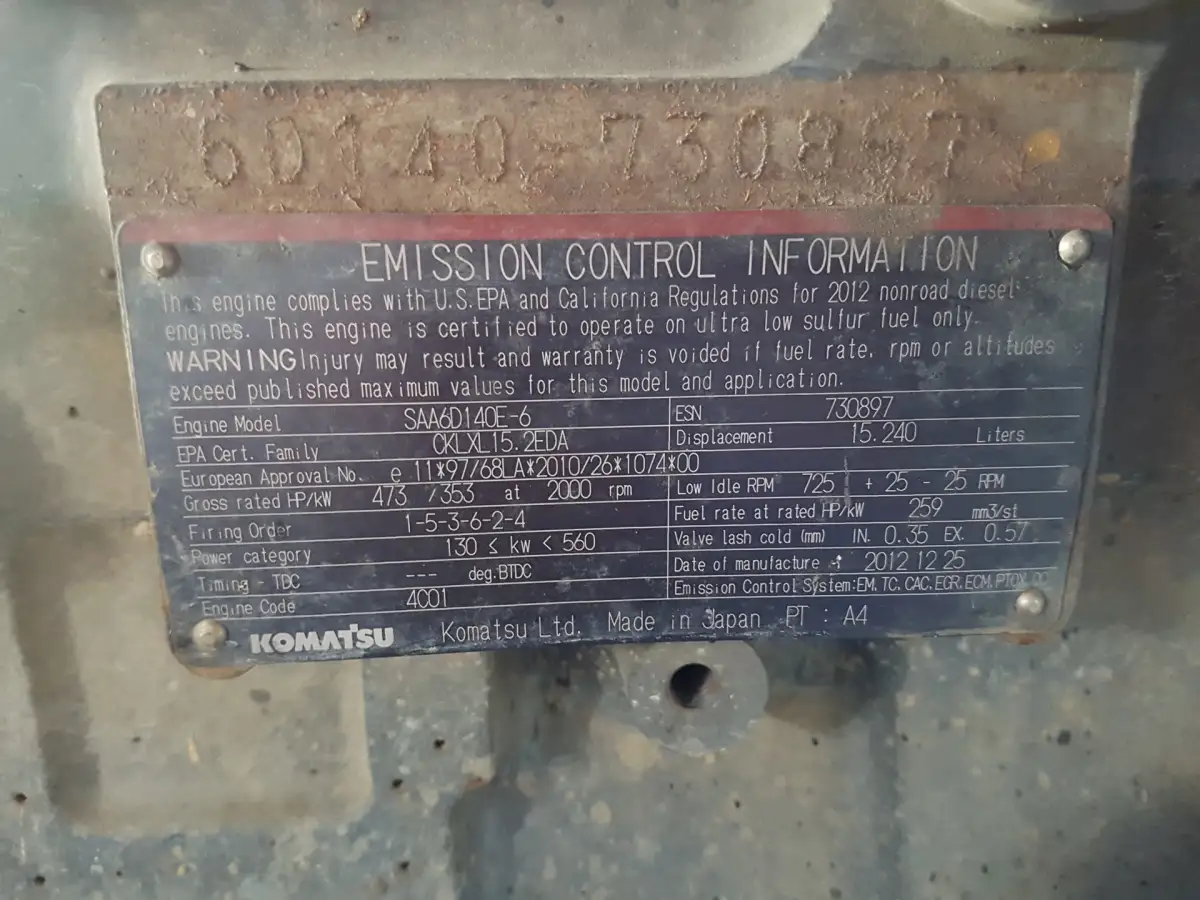 60140-730897
EMISSION CONTROL INFORMATION
This engine complies with U.S.EPA and California Regulations for 2012 nonroad diesel
engines. This engine is certified to operate on ultra low sulfur fuel only.
WARNING Injury may result and warranty is voided if fuel rate, rpm or altitudes
exceed published maximum values for this model and application.
Engine Model SAA6D140E-6 ESN 730897
EPA Cert. Family CKLXL15.2EDA Displacement 15.240 Liters
European Approval No. e 11*97/68LA*2010/26*1074*00
Gross rated HP/kW 473 /353 at 2000 rpm Low Idle RPM 725 + 25 - 25 RPM
Firing Order 1-5-3-6-2-4 Fuel rate at rated HP/kW 259 mm3/st
Power category 130 ≤ kW < 560 Valve lash cold (mm) IN. 0.35 EX. 0.57
Timing - TDC --- deg.BTDC Date of manufacture : 2012 12 25
Engine Code 4C01 Emission Control System:EM, TC, CAC, EGR, ECM, PTOX, OC
KOMATSU Komatsu Ltd. Made in Japan PT : A4